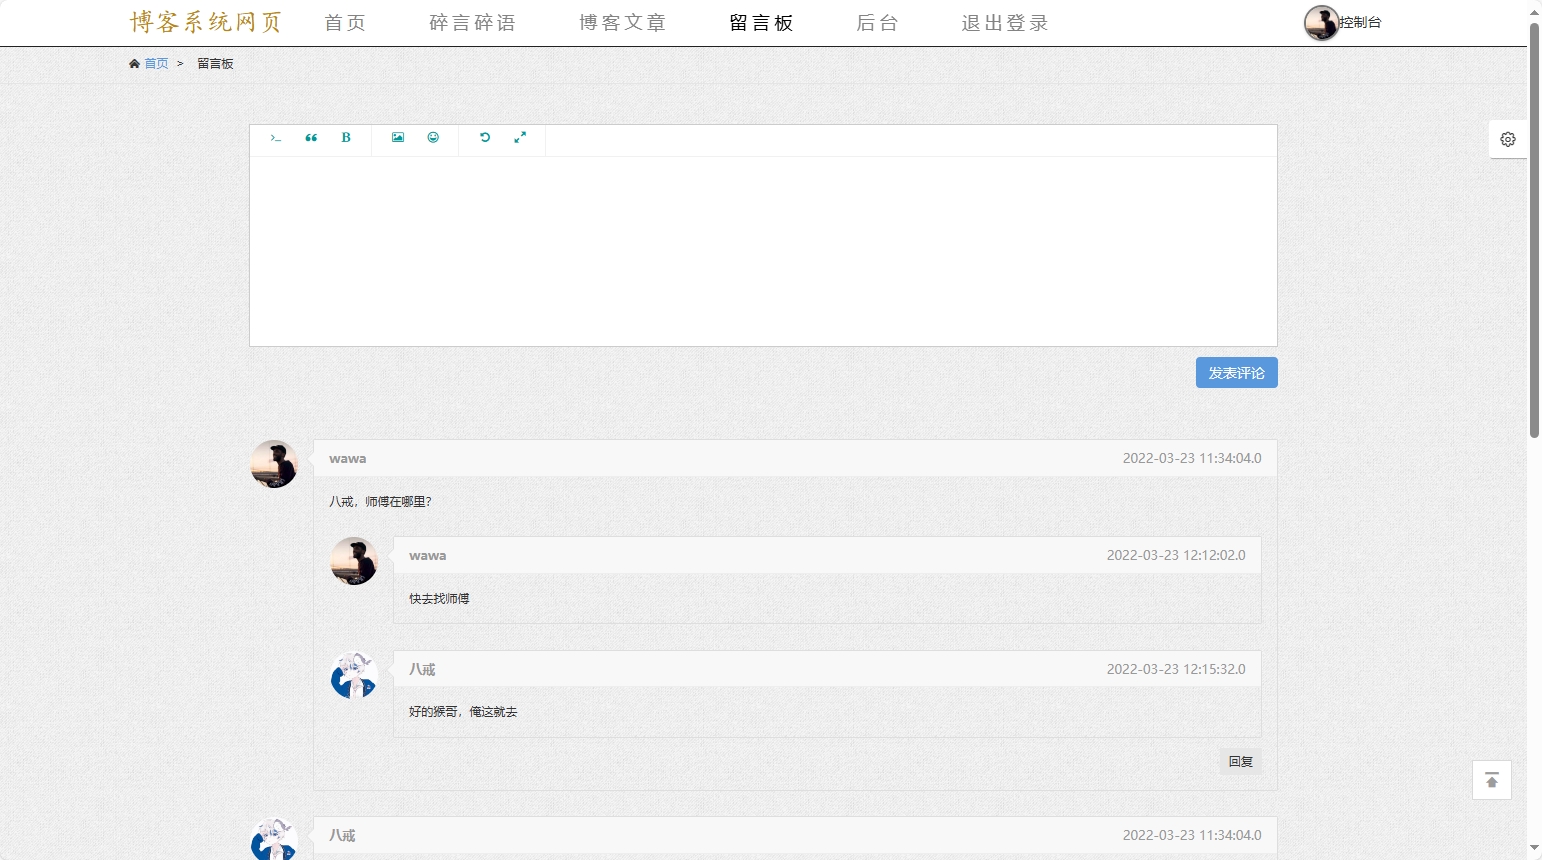 博客系统网页 首页 碎言碎语 博客文章 留言板 后台 退出登录 控制台
首页 > 留言板
B
发表评论
wawa 2022-03-23 11:34:04.0
八戒，师傅在哪里？
wawa 2022-03-23 12:12:02.0
快去找师傅
八戒 2022-03-23 12:15:32.0
好的猴哥，俺这就去
回复
八戒 2022-03-23 11:34:04.0